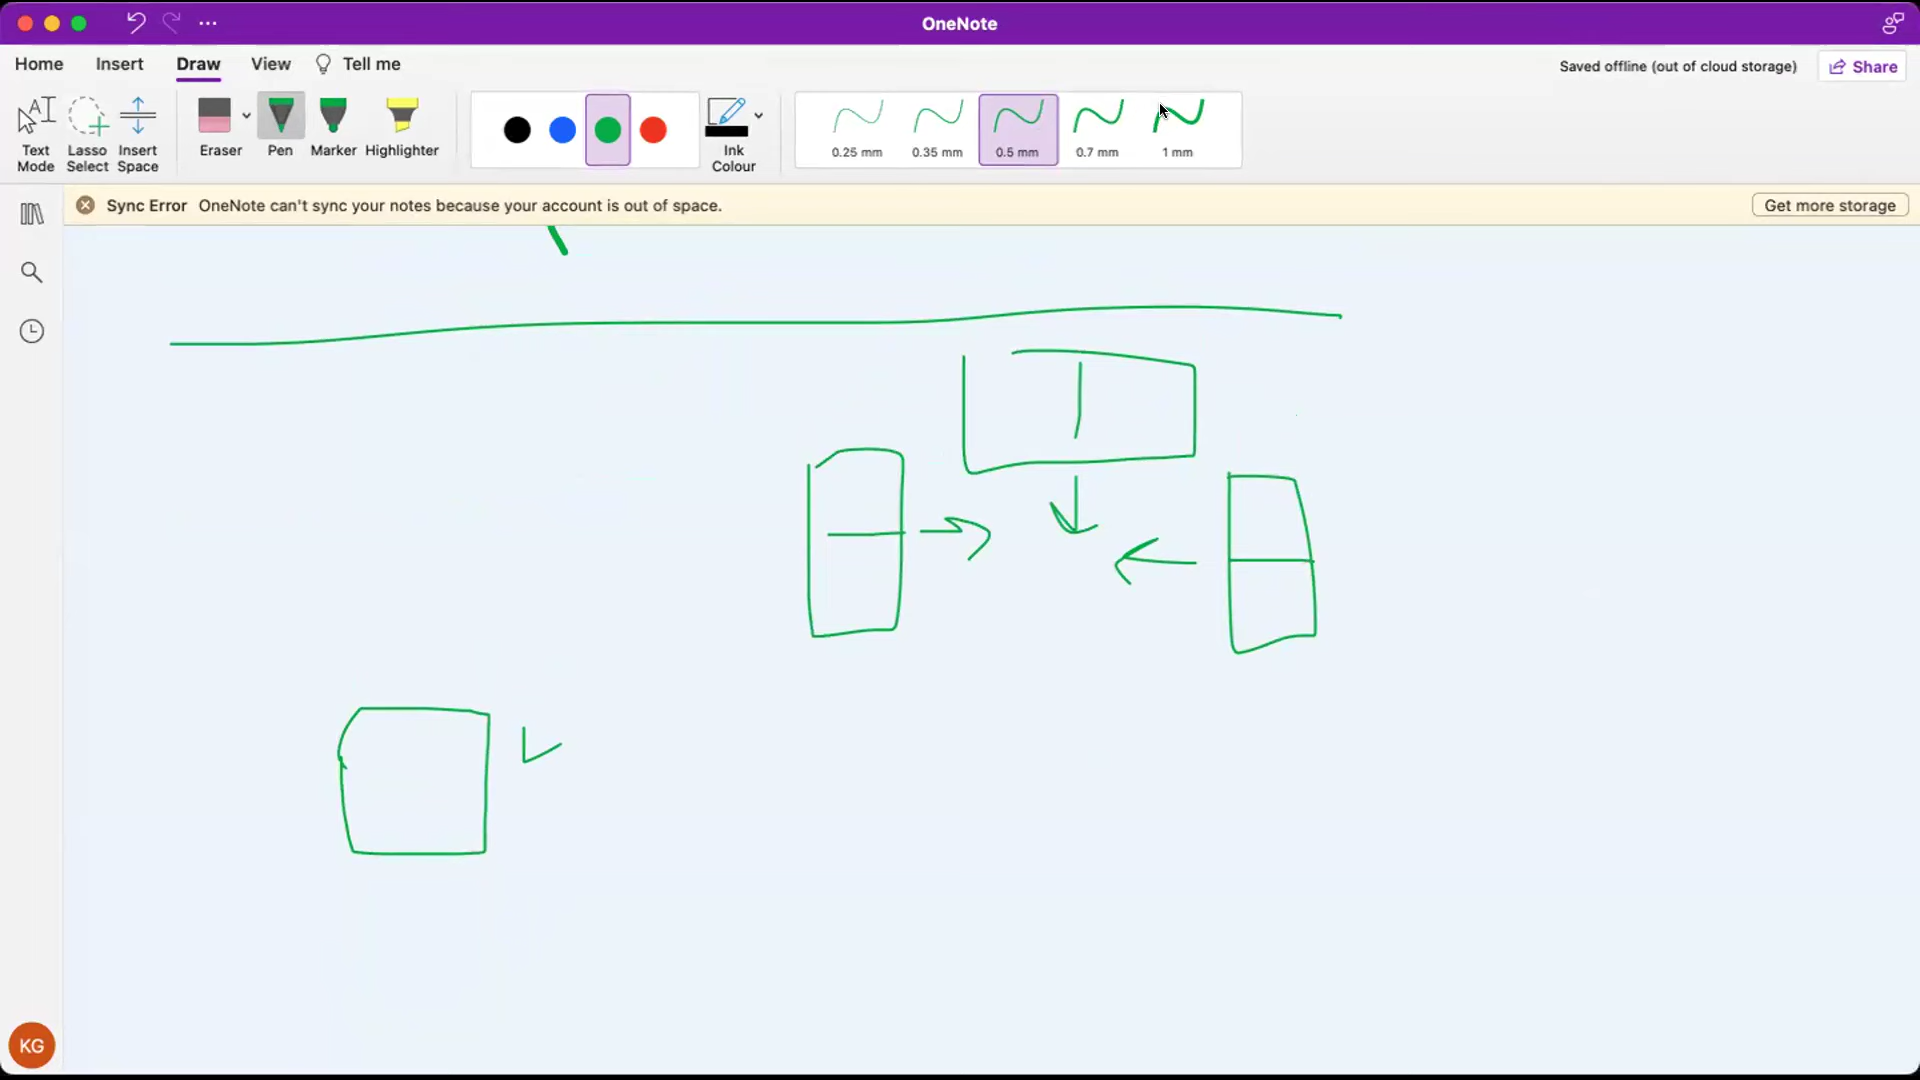 OneNote
Home Insert Draw View Tell me
Saved offline (out of cloud storage) Share
Text Mode
Lasso Select
Insert Space
Eraser
Pen
Marker
Highlighter
Ink Colour
0.25 mm
0.35 mm
0.5 mm
0.7 mm
1 mm
Sync Error OneNote can't sync your notes because your account is out of space. Get more storage
KG